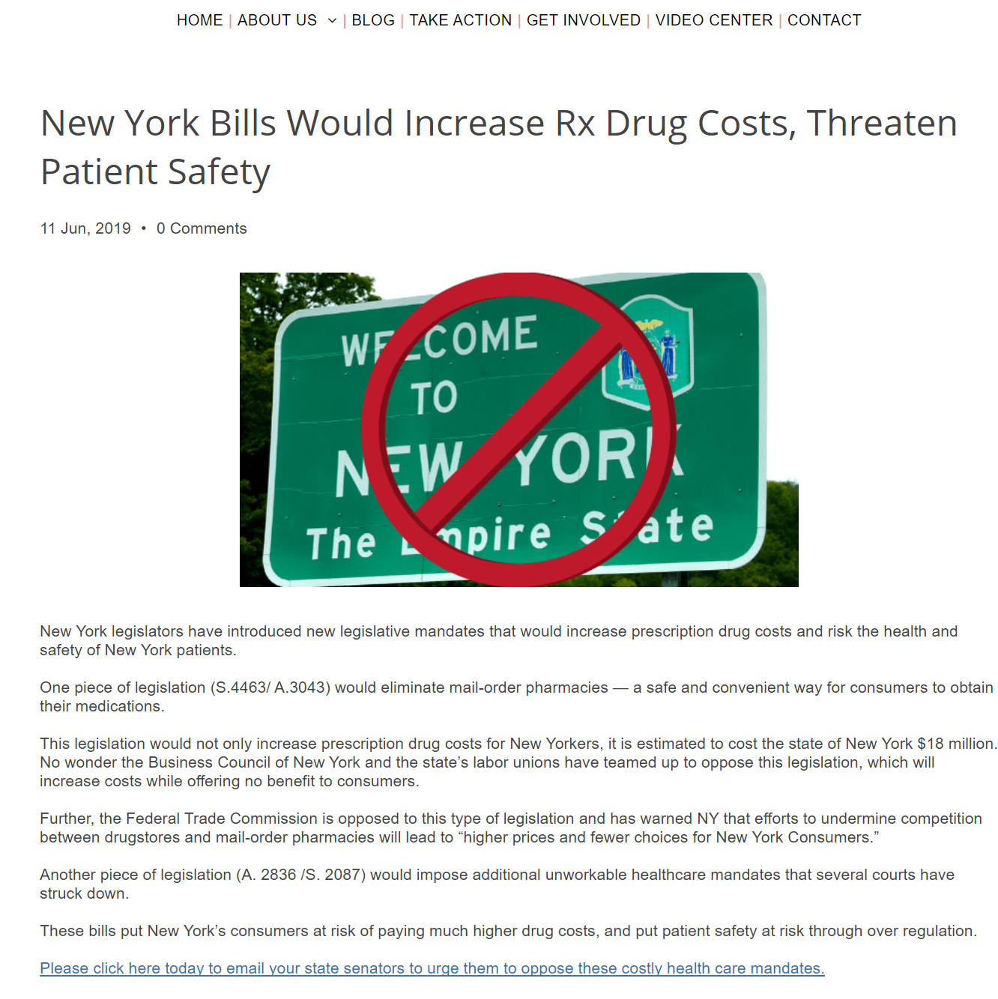 HOME | ABOUT US | BLOG | TAKE ACTION | GET INVOLVED | VIDEO CENTER | CONTACT
New York Bills Would Increase Rx Drug Costs, Threaten
Patient Safety
11 Jun, 2019 • 0 Comments
WELCOME
TO
NEW YORK
The Empire State
New York legislators have introduced new legislative mandates that would increase prescription drug costs and risk the health and
safety of New York patients.
One piece of legislation (S.4463/ A.3043) would eliminate mail-order pharmacies — a safe and convenient way for consumers to obtain
their medications.
This legislation would not only increase prescription drug costs for New Yorkers, it is estimated to cost the state of New York $18 million.
No wonder the Business Council of New York and the state’s labor unions have teamed up to oppose this legislation, which will
increase costs while offering no benefit to consumers.
Further, the Federal Trade Commission is opposed to this type of legislation and has warned NY that efforts to undermine competition
between drugstores and mail-order pharmacies will lead to “higher prices and fewer choices for New York Consumers.”
Another piece of legislation (A. 2836 /S. 2087) would impose additional unworkable healthcare mandates that several courts have
struck down.
These bills put New York’s consumers at risk of paying much higher drug costs, and put patient safety at risk through over regulation.
Please click here today to email your state senators to urge them to oppose these costly health care mandates.